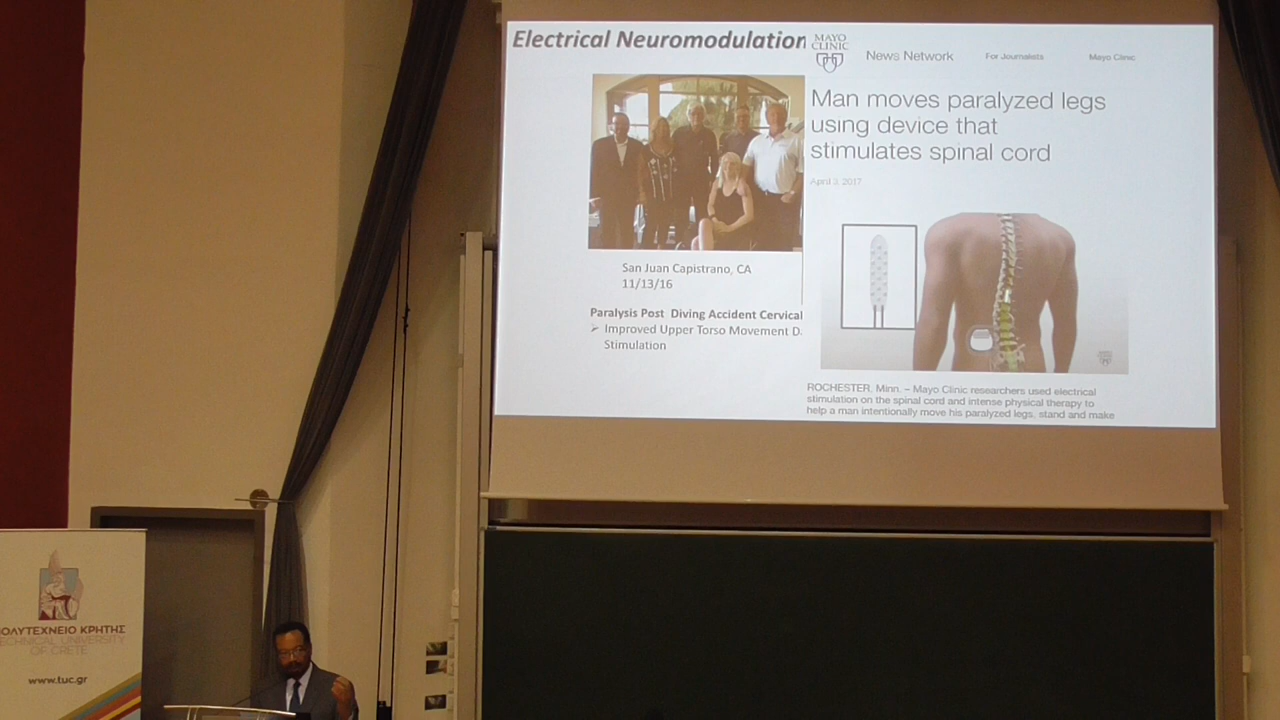 Electrical Neuromodulation
MAYO
CLINIC
News Network
For Journalists
Mayo Clinic
Man moves paralyzed legs
using device that
stimulates spinal cord
April 3, 2017
San Juan Capistrano, CA
11/13/16
Paralysis Post Diving Accident Cervical
➢ Improved Upper Torso Movement D
Stimulation
ROCHESTER, Minn. – Mayo Clinic researchers used electrical
stimulation on the spinal cord and intense physical therapy to
help a man intentionally move his paralyzed legs, stand and make
ΟΛΥΤΕΧΝΕΙΟ ΚΡΗΤΗΣ
ECHNICAL UNIVERSITY
OF CRETE
www.tuc.gr